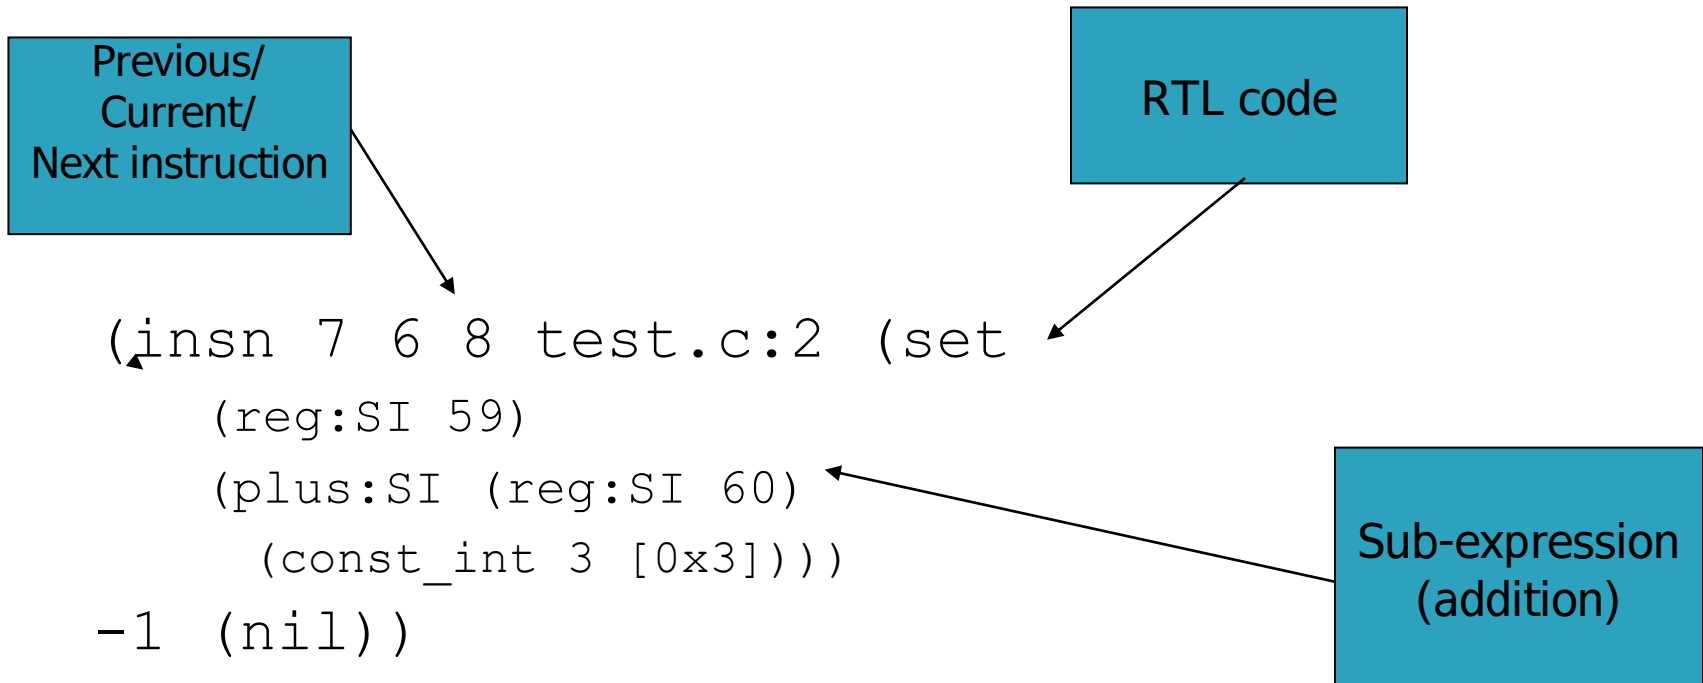 Previous/
Current/
Next instruction
RTL code
(insn 7 6 8 test.c:2 (set
(reg:SI 59)
(plus:SI (reg:SI 60)
(const_int 3 [0x3])))
-1 (nil))
Sub-expression
(addition)